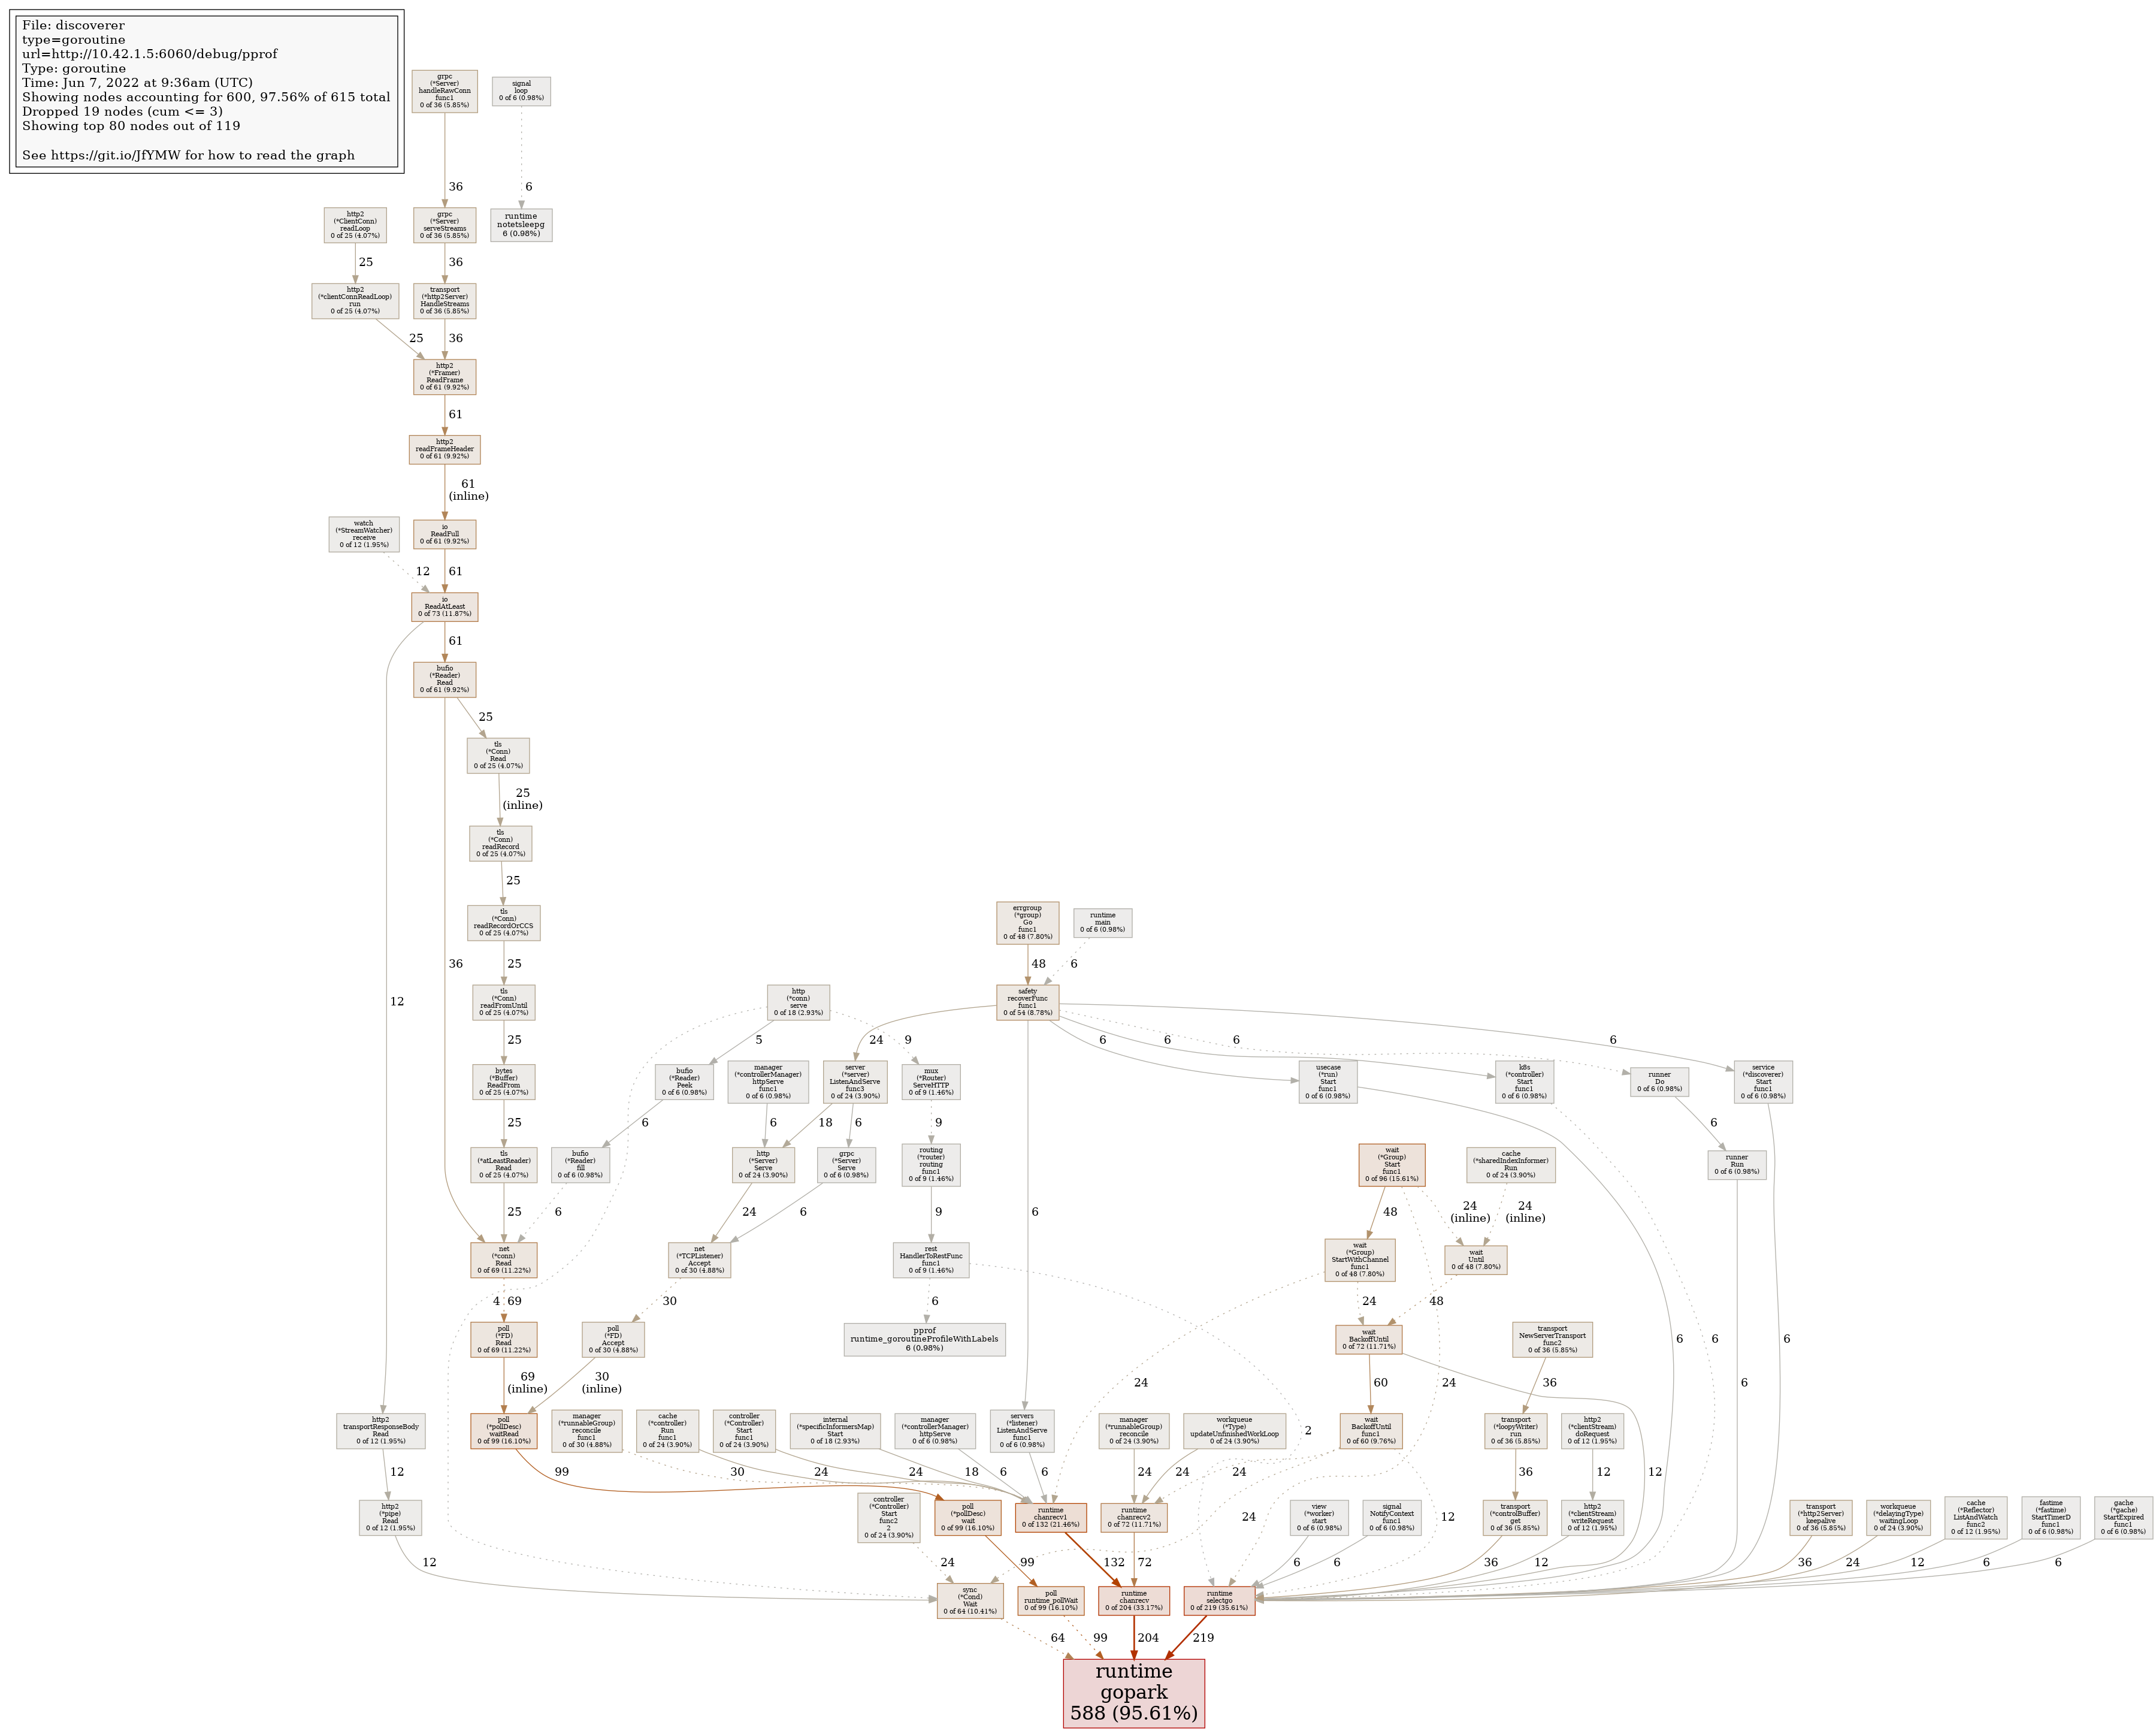 File: discoverer
type=goroutine
url=http://10.42.1.5:6060/debug/pprof
Type: goroutine
Time: Jun 7, 2022 at 9:36am (UTC)
Showing nodes accounting for 600, 97.56% of 615 total
Dropped 19 nodes (cum <= 3)
Showing top 80 nodes out of 119
See https://git.io/JfYMW for how to read the graph
grpc
(*Server)
handleRawConn
func1
0 of 36 (5.85%)
signal
loop
0 of 6 (0.98%)
36
6
http2
(*ClientConn)
readLoop
0 of 25 (4.07%)
grpc
(*Server)
serveStreams
0 of 36 (5.85%)
runtime
notetsleepg
6 (0.98%)
25
36
http2
(*clientConnReadLoop)
run
0 of 25 (4.07%)
transport
(*http2Server)
HandleStreams
0 of 36 (5.85%)
25
36
http2
(*Framer)
ReadFrame
0 of 61 (9.92%)
61
http2
readFrameHeader
0 of 61 (9.92%)
61
(inline)
watch
(*StreamWatcher)
receive
0 of 12 (1.95%)
io
ReadFull
0 of 61 (9.92%)
12
61
io
ReadAtLeast
0 of 73 (11.87%)
61
bufio
(*Reader)
Read
0 of 61 (9.92%)
25
tls
(*Conn)
Read
0 of 25 (4.07%)
25
(inline)
tls
(*Conn)
readRecord
0 of 25 (4.07%)
25
tls
(*Conn)
readRecordOrCCS
0 of 25 (4.07%)
errgroup
(*group)
Go
func1
0 of 48 (7.80%)
runtime
main
0 of 6 (0.98%)
36
25
48
6
12
tls
(*Conn)
readFromUntil
0 of 25 (4.07%)
http
(*conn)
serve
0 of 18 (2.93%)
safety
recoverFunc
func1
0 of 54 (8.78%)
25
5
9
24
6
6
6
6
bytes
(*Buffer)
ReadFrom
0 of 25 (4.07%)
bufio
(*Reader)
Peek
0 of 6 (0.98%)
manager
(*controllerManager)
httpServe
func1
0 of 6 (0.98%)
server
(*server)
ListenAndServe
func3
0 of 24 (3.90%)
mux
(*Router)
ServeHTTP
0 of 9 (1.46%)
usecase
(*run)
Start
func1
0 of 6 (0.98%)
k8s
(*controller)
Start
func1
0 of 6 (0.98%)
runner
Do
0 of 6 (0.98%)
service
(*discoverer)
Start
func1
0 of 6 (0.98%)
25
6
6
18
6
9
6
tls
(*atLeastReader)
Read
0 of 25 (4.07%)
bufio
(*Reader)
fill
0 of 6 (0.98%)
http
(*Server)
Serve
0 of 24 (3.90%)
grpc
(*Server)
Serve
0 of 6 (0.98%)
routing
(*router)
routing
func1
0 of 9 (1.46%)
wait
(*Group)
Start
func1
0 of 96 (15.61%)
cache
(*sharedIndexInformer)
Run
0 of 24 (3.90%)
runner
Run
0 of 6 (0.98%)
25
6
24
6
9
6
48
24
(inline)
24
(inline)
net
(*conn)
Read
0 of 69 (11.22%)
net
(*TCPListener)
Accept
0 of 30 (4.88%)
rest
HandlerToRestFunc
func1
0 of 9 (1.46%)
wait
(*Group)
StartWithChannel
func1
0 of 48 (7.80%)
wait
Until
0 of 48 (7.80%)
4
69
30
6
24
48
poll
(*FD)
Read
0 of 69 (11.22%)
poll
(*FD)
Accept
0 of 30 (4.88%)
pprof
runtime_goroutineProfileWithLabels
6 (0.98%)
wait
BackoffUntil
0 of 72 (11.71%)
transport
NewServerTransport
func2
0 of 36 (5.85%)
6
6
6
69
(inline)
30
(inline)
24
60
24
36
6
http2
transportResponseBody
Read
0 of 12 (1.95%)
poll
(*pollDesc)
waitRead
0 of 99 (16.10%)
manager
(*runnableGroup)
reconcile
func1
0 of 30 (4.88%)
cache
(*controller)
Run
0 of 24 (3.90%)
controller
(*Controller)
Start
func1
0 of 24 (3.90%)
internal
(*specificInformersMap)
Start
0 of 18 (2.93%)
manager
(*controllerManager)
httpServe
0 of 6 (0.98%)
servers
(*listener)
ListenAndServe
func1
0 of 6 (0.98%)
manager
(*runnableGroup)
reconcile
0 of 24 (3.90%)
workqueue
(*Type)
updateUnfinishedWorkLoop
0 of 24 (3.90%)
2
wait
BackoffUntil
func1
0 of 60 (9.76%)
transport
(*loopyWriter)
run
0 of 36 (5.85%)
http2
(*clientStream)
doRequest
0 of 12 (1.95%)
12
99
30
24
24
18
6
6
24
24
24
36
12
12
http2
(*pipe)
Read
0 of 12 (1.95%)
controller
(*Controller)
Start
func2
2
0 of 24 (3.90%)
poll
(*pollDesc)
wait
0 of 99 (16.10%)
runtime
chanrecv1
0 of 132 (21.46%)
runtime
chanrecv2
0 of 72 (11.71%)
view
(*worker)
start
0 of 6 (0.98%)
signal
NotifyContext
func1
0 of 6 (0.98%)
transport
(*controlBuffer)
get
0 of 36 (5.85%)
http2
(*clientStream)
writeRequest
0 of 12 (1.95%)
transport
(*http2Server)
keepalive
0 of 36 (5.85%)
workqueue
(*delayingType)
waitingLoop
0 of 24 (3.90%)
cache
(*Reflector)
ListAndWatch
func2
0 of 12 (1.95%)
fastime
(*fastime)
StartTimerD
func1
0 of 6 (0.98%)
gache
(*gache)
StartExpired
func1
0 of 6 (0.98%)
24
12
12
24
99
132
72
6
6
36
12
36
24
12
6
6
sync
(*Cond)
Wait
0 of 64 (10.41%)
poll
runtime_pollWait
0 of 99 (16.10%)
runtime
chanrecv
0 of 204 (33.17%)
runtime
selectgo
0 of 219 (35.61%)
64
99
204
219
runtime
gopark
588 (95.61%)